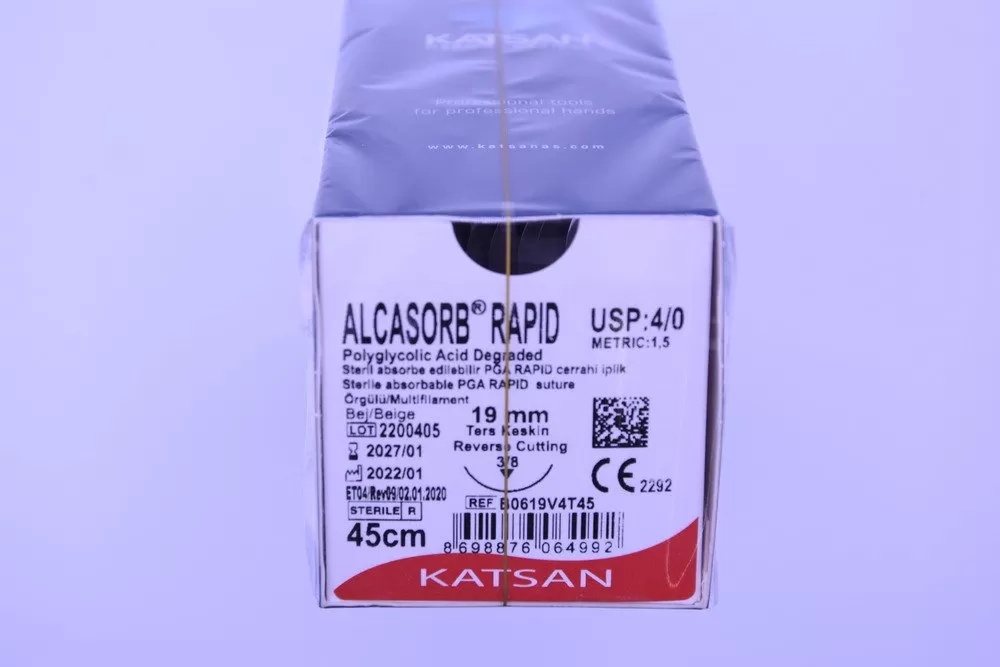 KATSAN
Professional tools
for professional hands
www.katsanas.com
ALCASORB® RAPID
USP:4/0
METRIC:1,5
Polyglycolic Acid Degraded
Steril absorbe edilebilir PGA RAPID cerrahi iplik
Sterile absorbable PGA RAPID suture
Örgülü/Multifilament
Bej/Beige
19 mm
LOT 2200405
Ters Keskin
Reverse Cutting
2027/01
3/8
2022/01
CE 2292
ET04/Rev09/02.01.2020
REF B0619V4T45
STERILE R
45cm
8 698876 064992
KATSAN